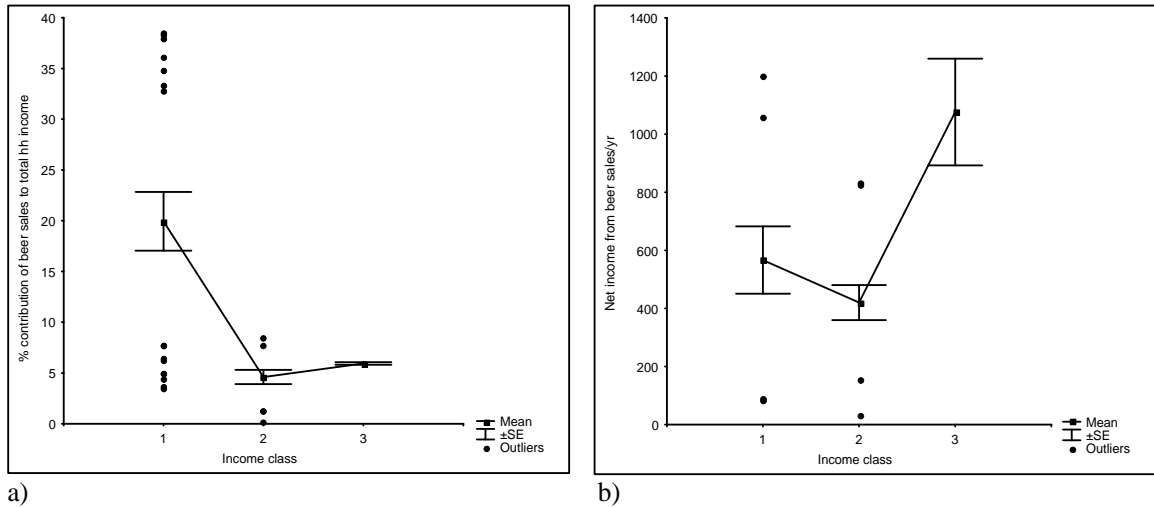 % contribution of beer sales to total hh income
40
35
30
25
20
15
10
5
0
1
2
3
Income class
Mean
±SE
Outliers
a)
Net income from beer sales/yr
1400
1200
1000
800
600
400
200
0
1
2
3
Income class
Mean
±SE
Outliers
b)